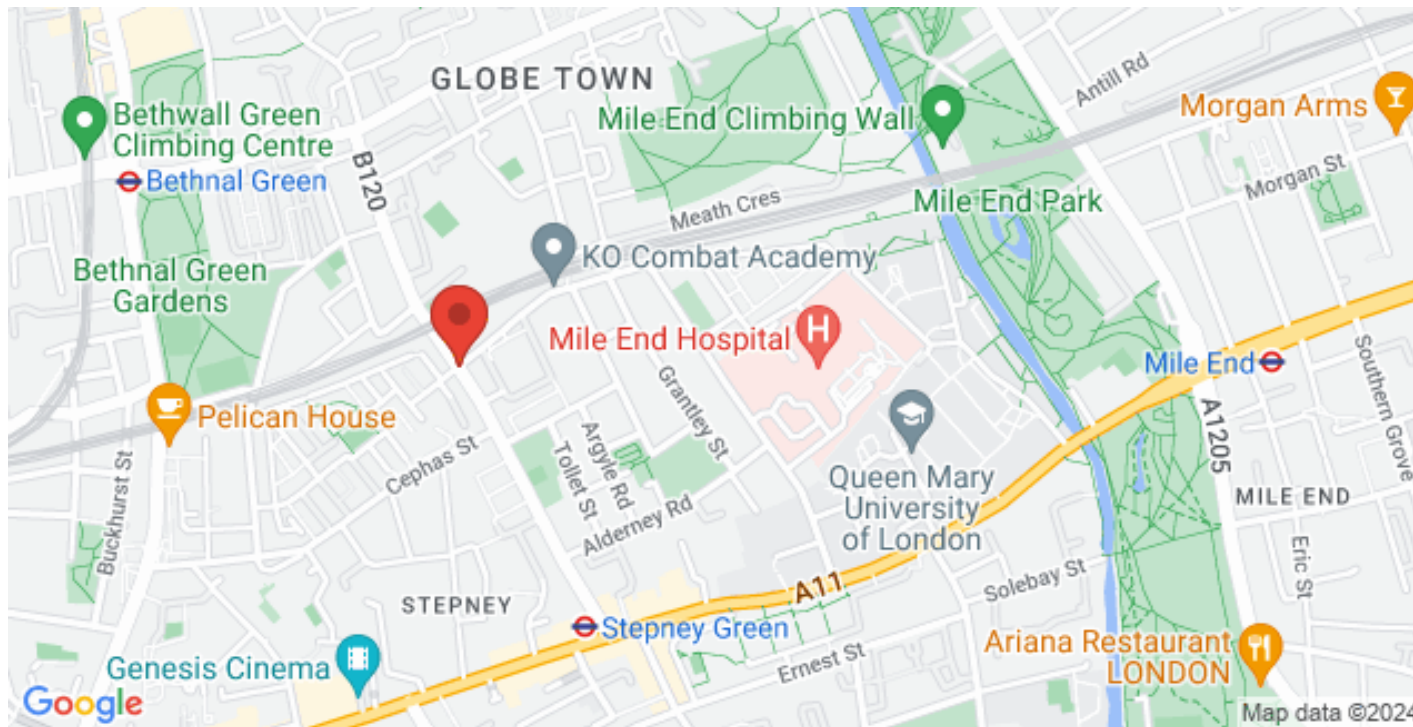 GLOBE TOWN
Antill Rd
Morgan Arms
Bethwall Green
Climbing Centre
Mile End Climbing Wall
B120
Bethnal Green
Morgan St
Meath Cres
Mile End Park
KO Combat Academy
Bethnal Green
Gardens
Mile End Hospital
H
Mile End
Southern Grove
Pelican House
Grantley St
A1205
Cephas St
Argyle Rd
Tollet St
Buckhurst St
Queen Mary
University
of London
MILE END
Alderney Rd
Eric St
A11
Solebay St
STEPNEY
Stepney Green
Ernest St
Ariana Restaurant
LONDON
Genesis Cinema
Google
Map data ©2024